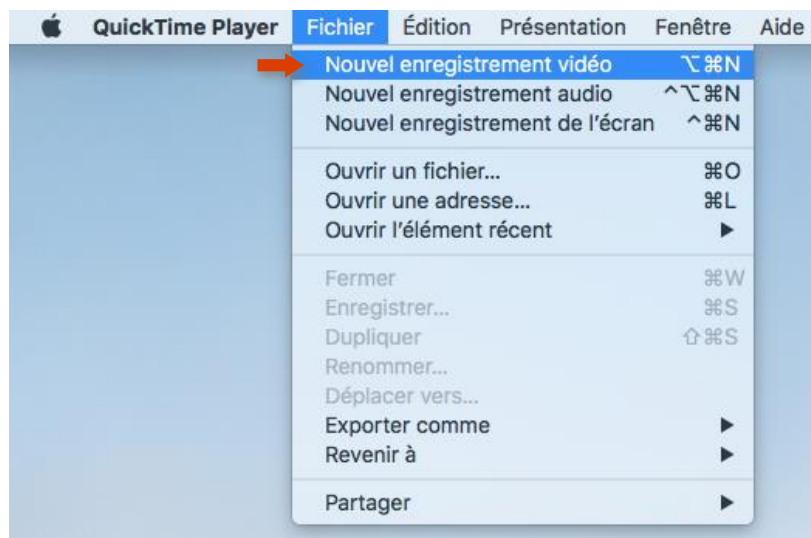 QuickTime Player Fichier Édition Présentation Fenêtre Aide
Nouvel enregistrement vidéo ⌥⌘N
Nouvel enregistrement audio ^⌥⌘N
Nouvel enregistrement de l’écran ^⌘N
Ouvrir un fichier... ⌘O
Ouvrir une adresse... ⌘L
Ouvrir l’élément récent ▶
Fermer ⌘W
Enregistrer... ⌘S
Dupliquer ⇧⌘S
Renommer...
Déplacer vers...
Exporter comme ▶
Revenir à ▶
Partager ▶